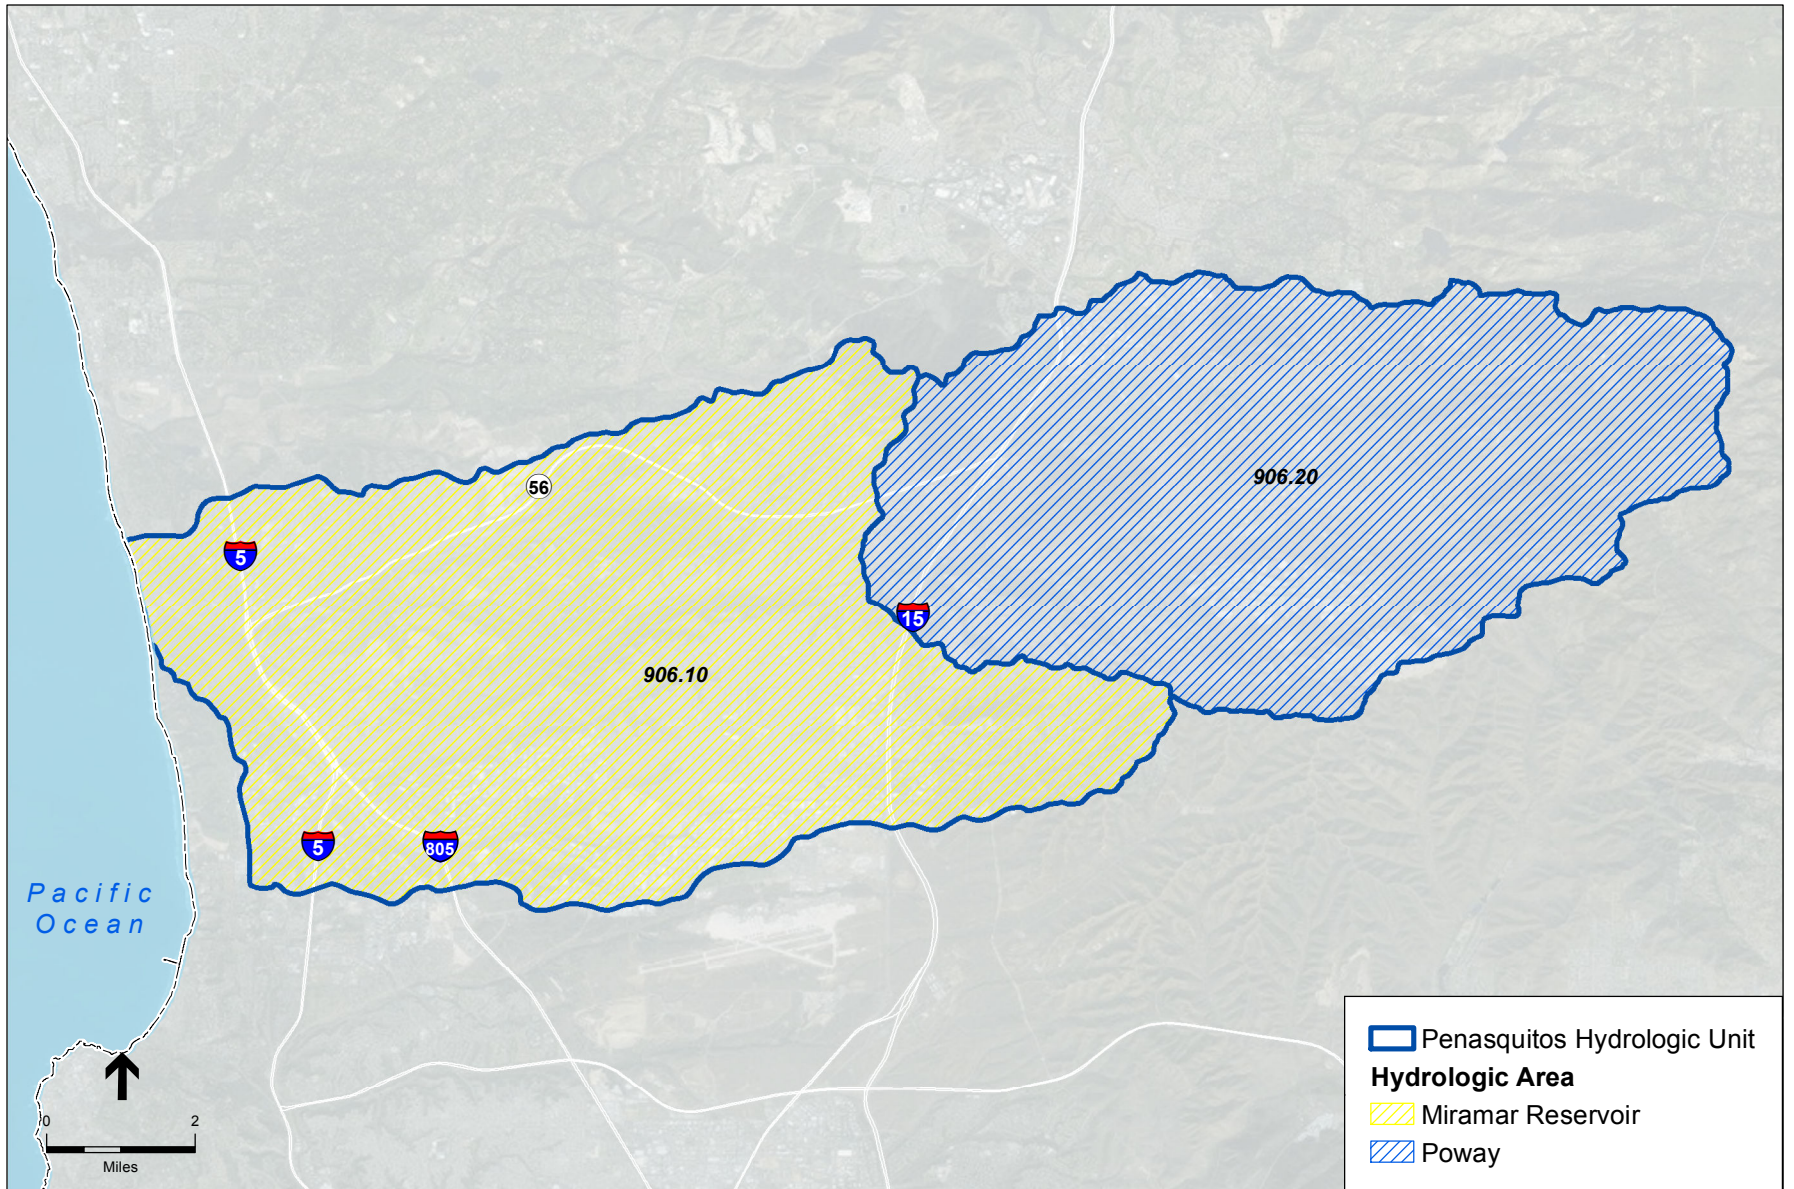 56
906.20
5
15
906.10
5
805
Pacific
Ocean
0 2
Miles
Penasquitos Hydrologic Unit
Hydrologic Area
Miramar Reservoir
Poway